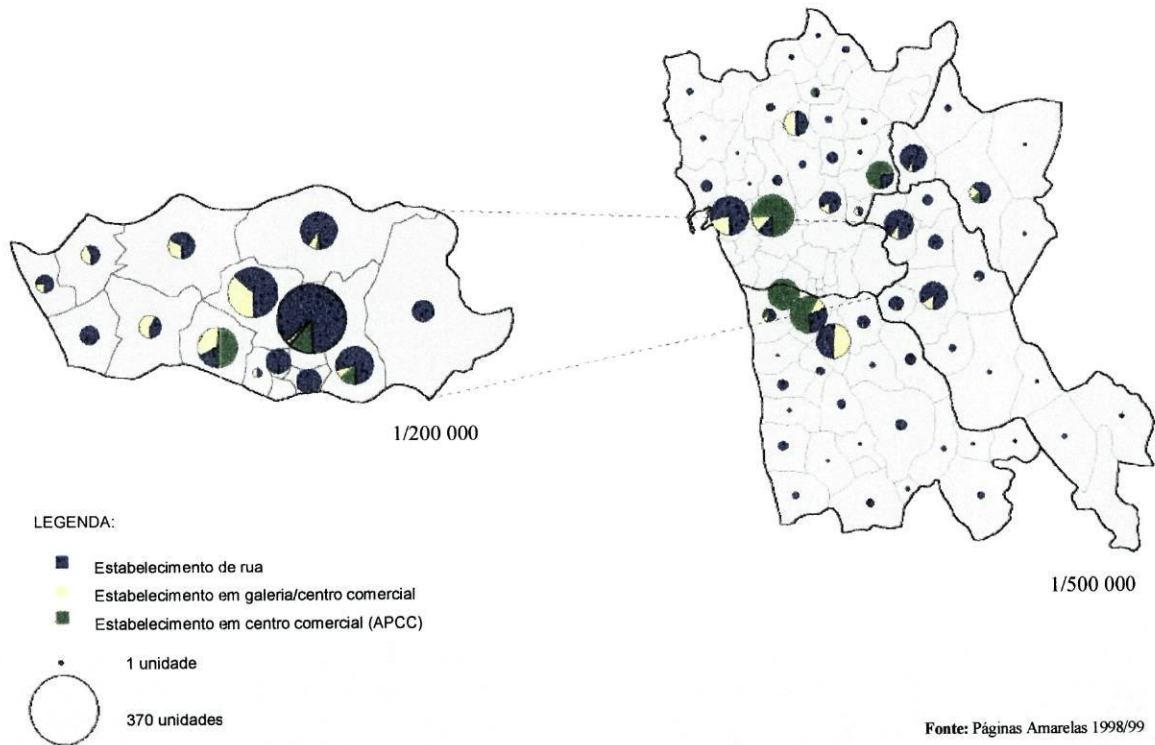 1/200 000
1/500 000
LEGENDA:
Estabelecimento de rua
Estabelecimento em galeria/centro comercial
Estabelecimento em centro comercial (APCC)
1 unidade
370 unidades
Fonte: Páginas Amarelas 1998/99